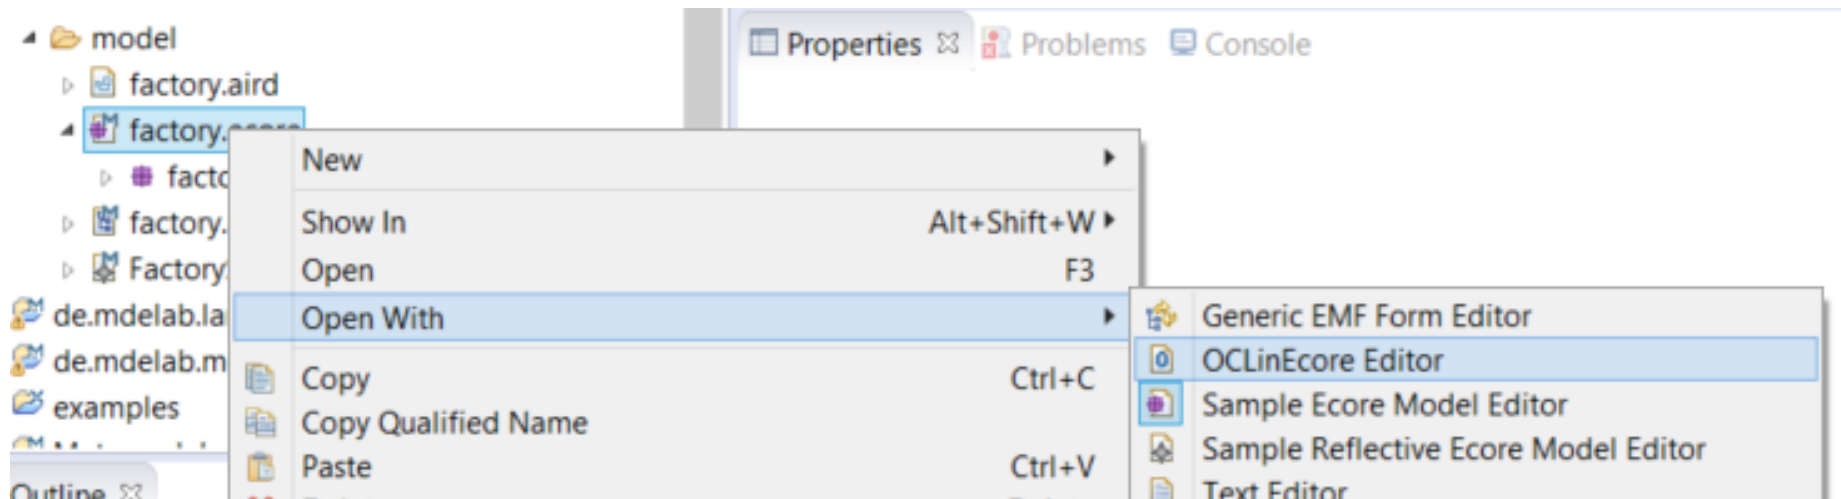 model
Properties
Problems
Console
factory.aird
factory.ecore
New
facto
factory.
Show In Alt+Shift+W
Factory
Open F3
de.mdelab.la
Open With
Generic EMF Form Editor
de.mdelab.m
OCLinEcore Editor
Copy Ctrl+C
examples
Sample Ecore Model Editor
Copy Qualified Name
Sample Reflective Ecore Model Editor
Paste Ctrl+V
Outline
Text Editor